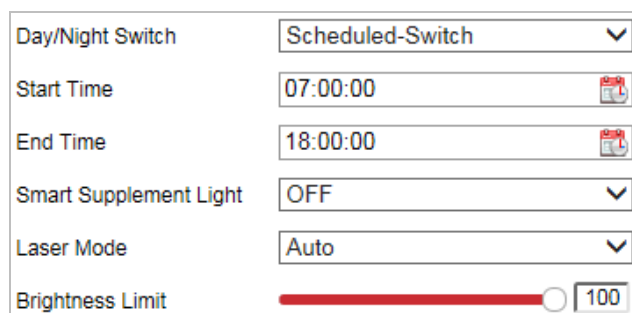 Day/Night Switch Scheduled-Switch
Start Time 07:00:00
End Time 18:00:00
Smart Supplement Light OFF
Laser Mode Auto
Brightness Limit 100